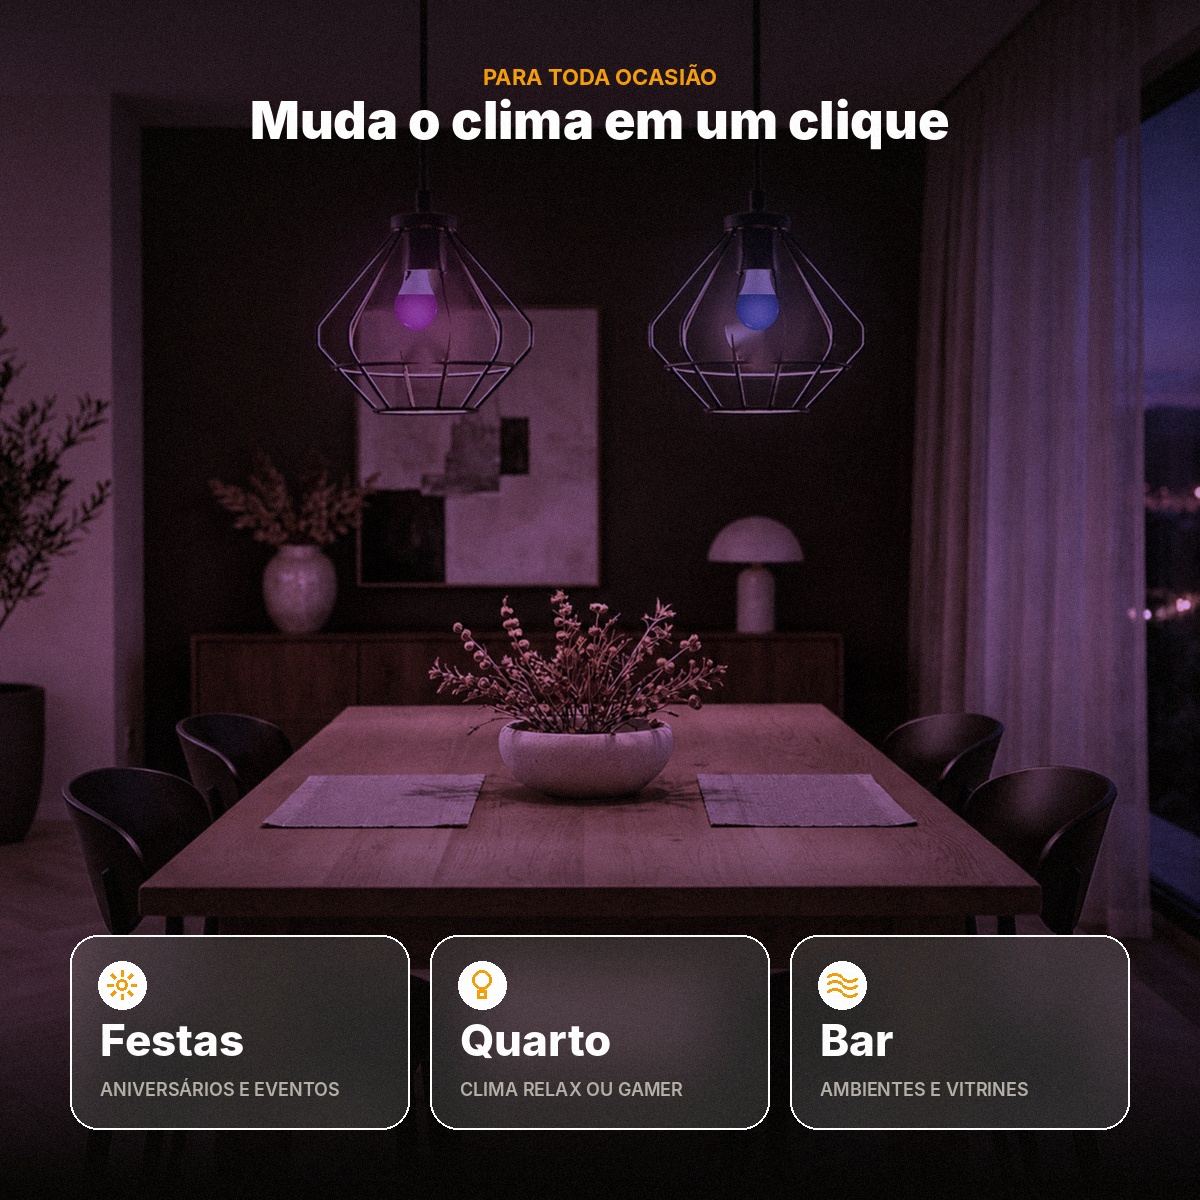 PARA TODA OCASIÃO
Muda o clima em um clique
Festas
ANIVERSÁRIOS E EVENTOS
Quarto
CLIMA RELAX OU GAMER
Bar
AMBIENTES E VITRINES